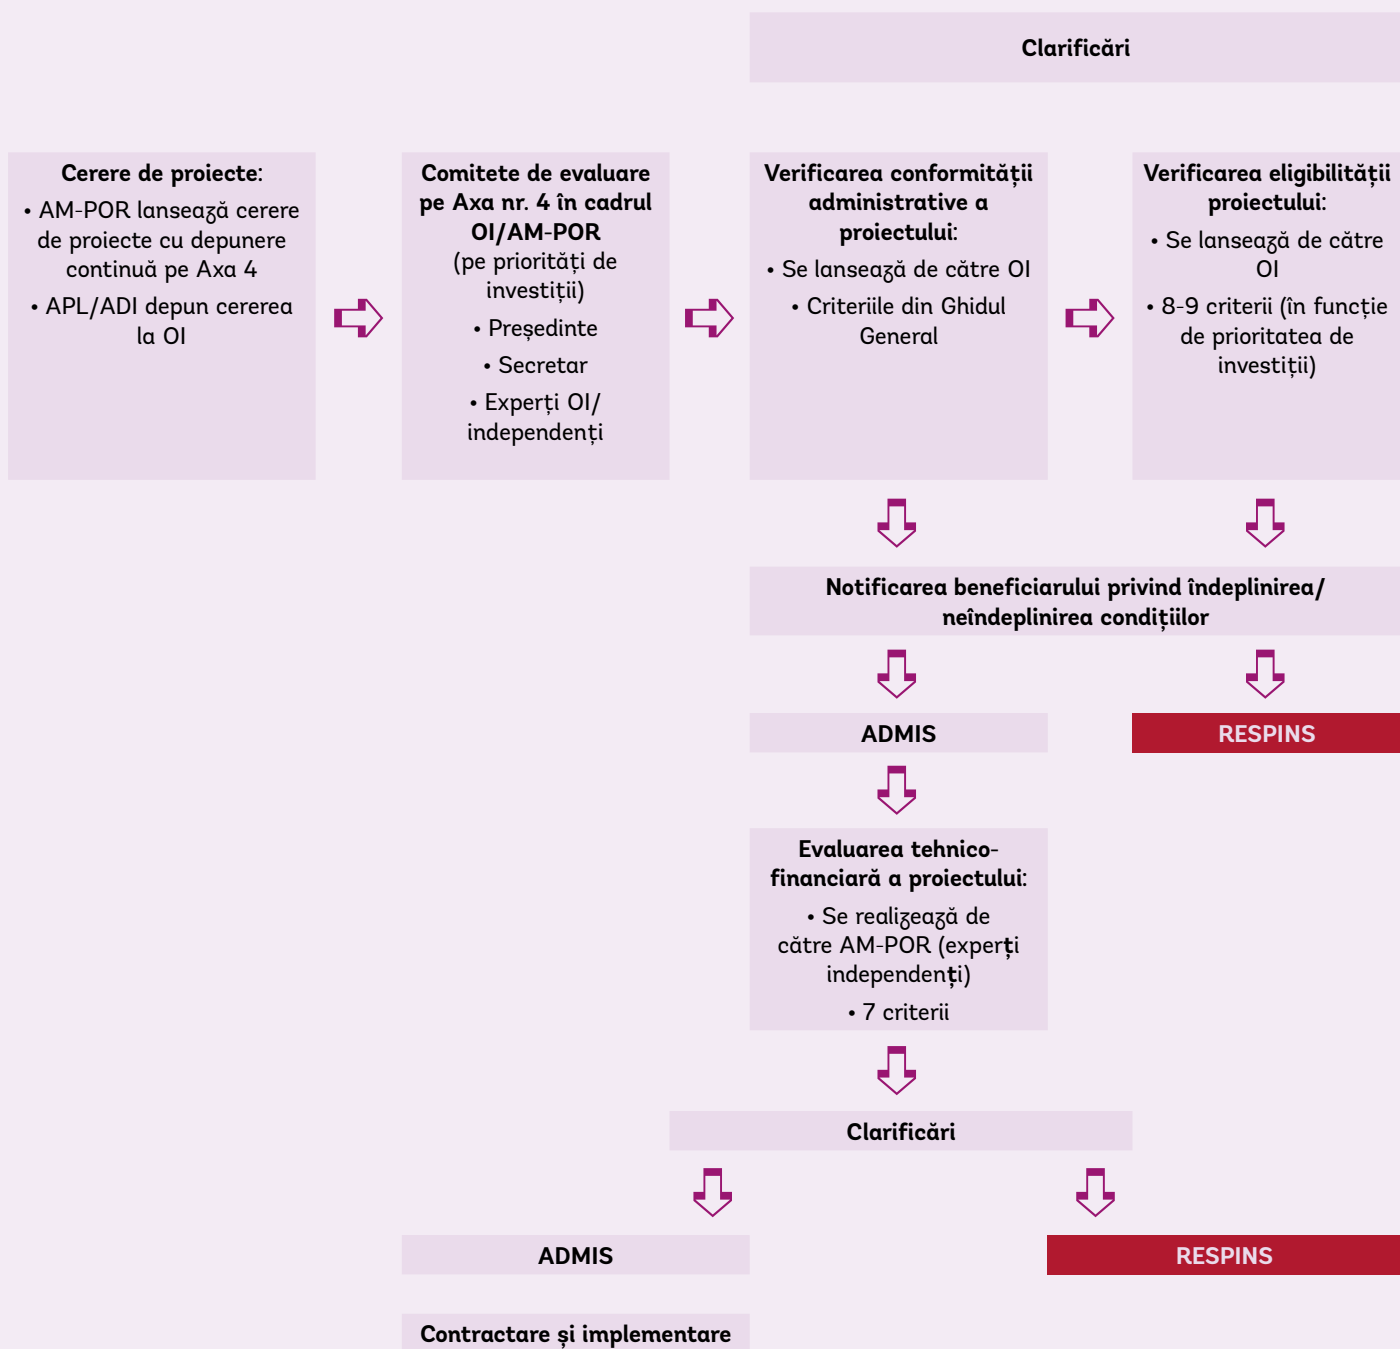 Clarificări
Cerere de proiecte:
• AM-POR lansează cerere
de proiecte cu depunere
continuă pe Axa 4
• APL/ADI depun cererea
la OI
Comitete de evaluare
pe Axa nr. 4 în cadrul
OI/AM-POR
(pe priorități de
investiții)
• Președinte
• Secretar
• Experți OI/
independenți
Verificarea conformității
administrative a
proiectului:
• Se lansează de către OI
• Criteriile din Ghidul
General
Verificarea eligibilității
proiectului:
• Se lansează de către
OI
• 8-9 criterii (în funcție
de prioritatea de
investiții)
Notificarea beneficiarului privind îndeplinirea/
neîndeplinirea condițiilor
ADMIS
RESPINS
Evaluarea tehnico-
financiară a proiectului:
• Se realizează de
către AM-POR (experți
independenți)
• 7 criterii
Clarificări
ADMIS
RESPINS
Contractare și implementare